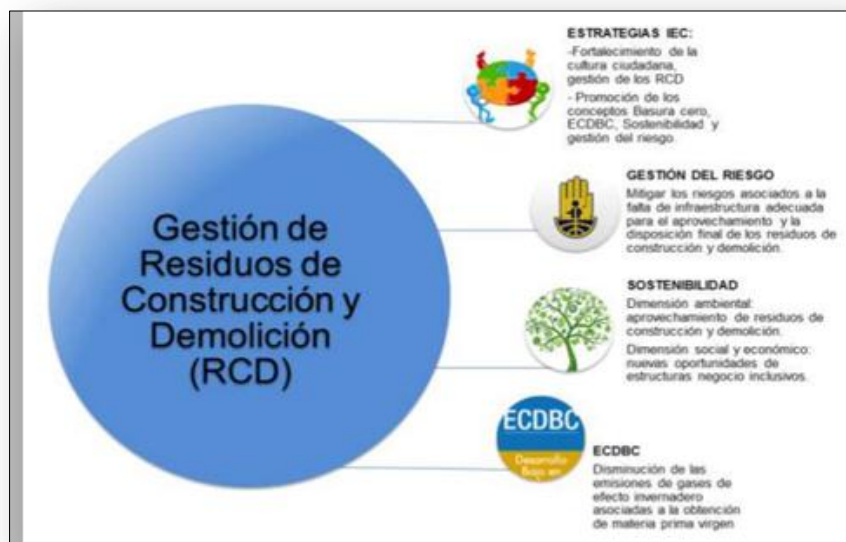 Gestión de
Residuos de
Construcción y
Demolición
(RCD)
ESTRATEGIAS IEC:
-Fortalecimiento de la
cultura ciudadana,
gestión de los RCD
- Promoción de los
conceptos Basura cero,
ECDBC, Sostenibilidad y
gestión del riesgo.
GESTIÓN DEL RIESGO
Mitigar los riesgos asociados a la
falta de infraestructura adecuada
para el aprovechamiento y la
disposición final de los residuos de
construcción y demolición.
SOSTENIBILIDAD
Dimensión ambiental:
aprovechamiento de residuos de
construcción y demolición.
Dimensión social y económico:
nuevas oportunidades de
estructuras negocio inclusivos.
ECDBC
Desarrollo
Bajo en
ECDBC
Disminución de las
emisiones de gases de
efecto invernadero
asociadas a la obtención
de materia prima virgen